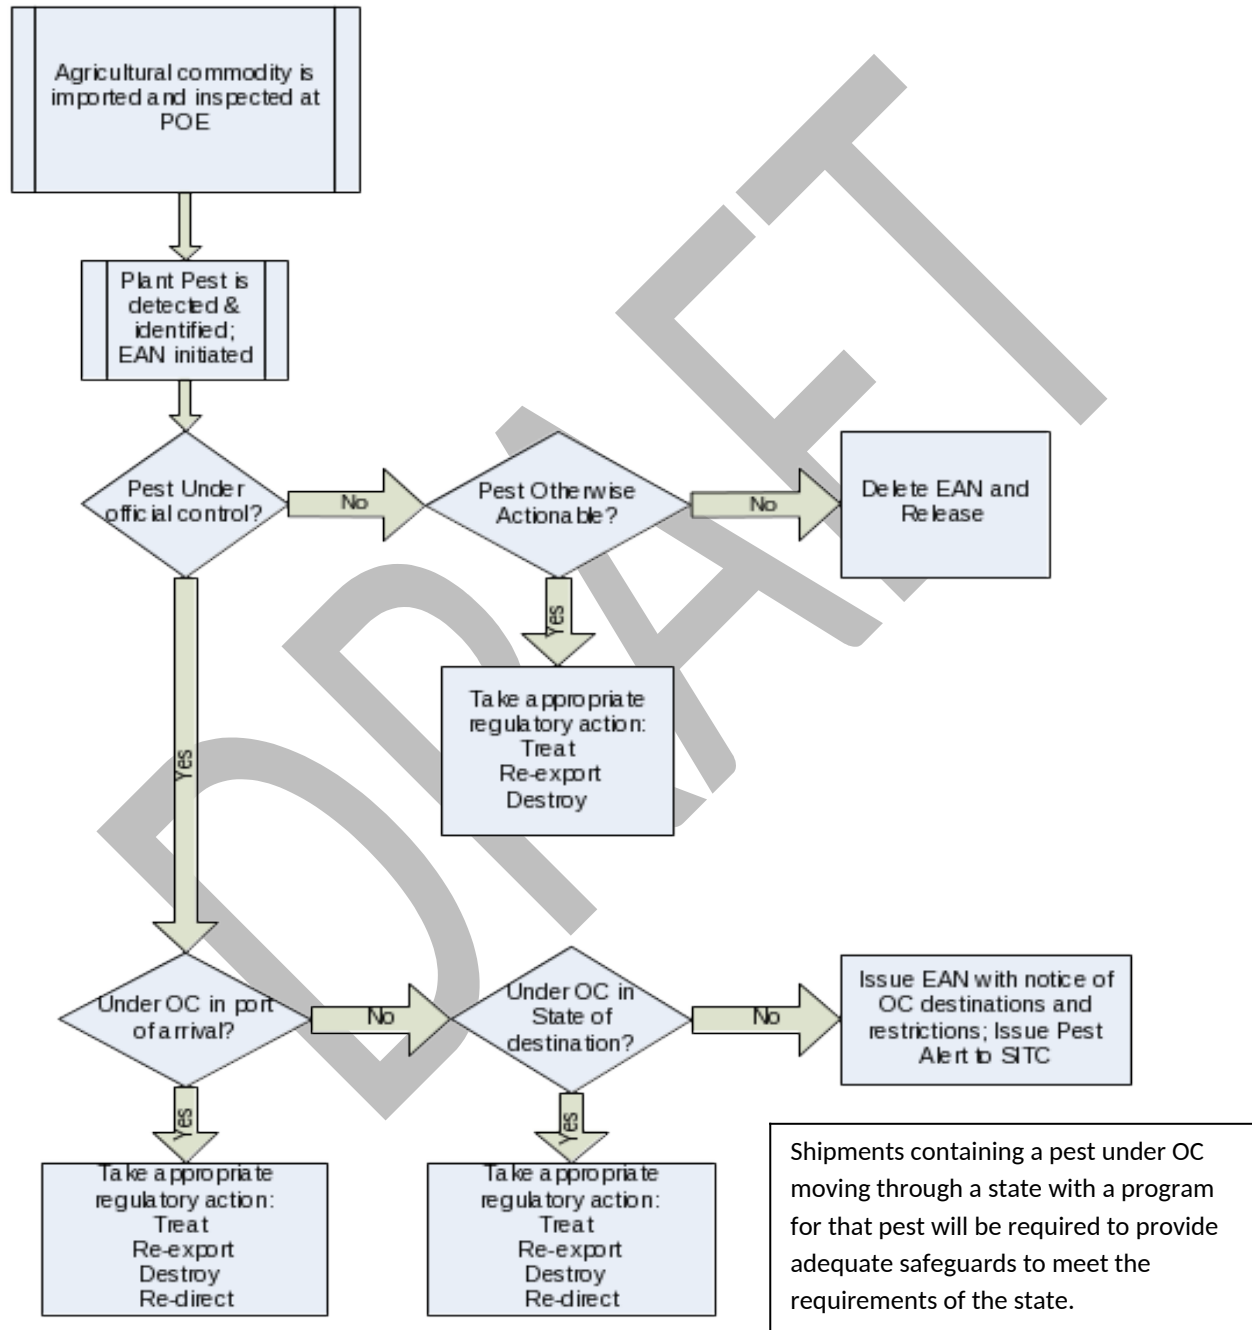 Agricultural commodity is
imported and inspected at
POE
Plant Pest is
detected &
identified;
EAN initiated
Pest Under
official control?
No
Pest Otherwise
Actionable?
No
Delete EAN and
Release
Yes
Take appropriate
regulatory action:
Treat
Re-export
Destroy
Yes
Under OC in port
of arrival?
No
Under OC in
State of
destination?
No
Issue EAN with notice of
OC destinations and
restrictions; Issue Pest
Alert to SITC
Yes
Take appropriate
regulatory action:
Treat
Re-export
Destroy
Re-direct
Yes
Take appropriate
regulatory action:
Treat
Re-export
Destroy
Re-direct
Shipments containing a pest under OC
moving through a state with a program
for that pest will be required to provide
adequate safeguards to meet the
requirements of the state.
DRAFT